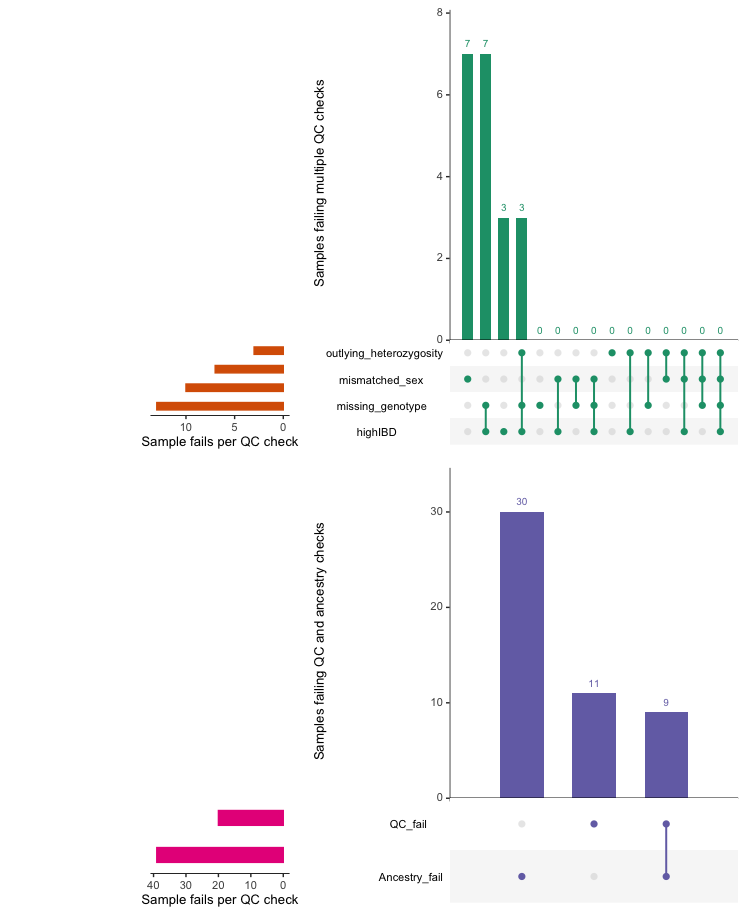 8
6
4
2
0
Samples failing multiple QC checks
7 7 3 3 0 0 0 0 0 0 0 0 0 0 0
outlying_heterozygosity
mismatched_sex
missing_genotype
highIBD
10 5 0
Sample fails per QC check
30
20
10
0
Samples failing QC and ancestry checks
30 11 9
QC_fail
Ancestry_fail
40 30 20 10 0
Sample fails per QC check